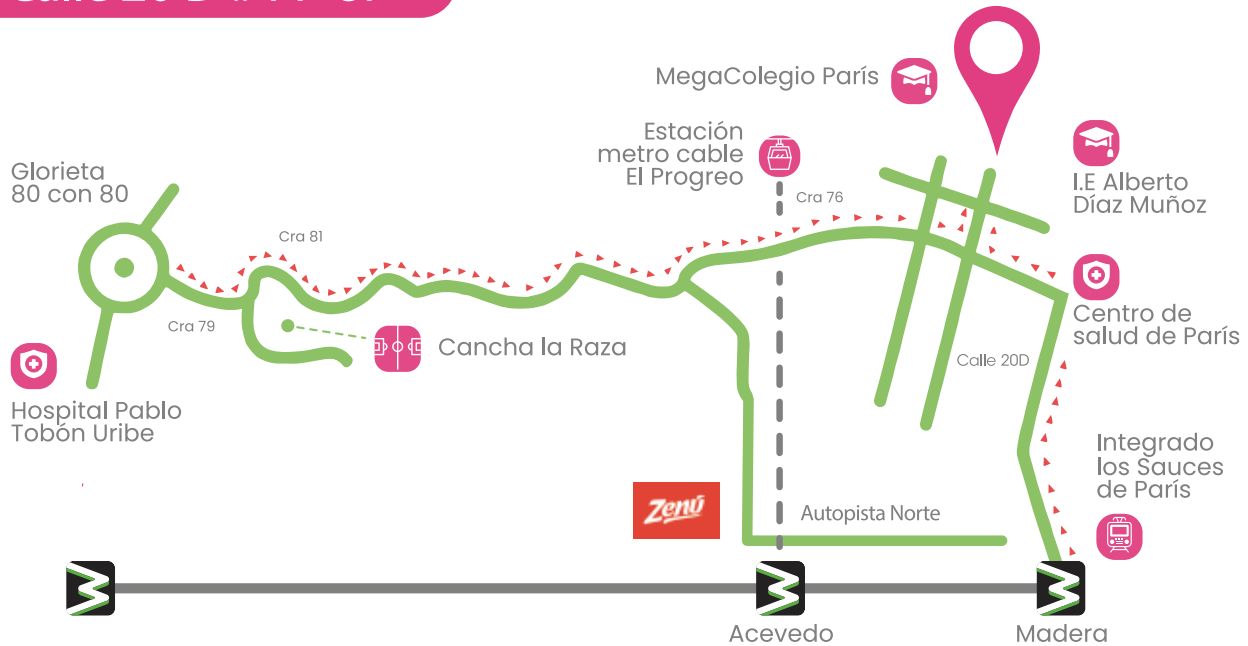 MegaColegio París
Estación
metro cable
El Progreo
Glorieta
80 con 80
Cra 76
I.E Alberto
Díaz Muñoz
Cra 81
Cra 79
Cancha la Raza
Centro de
salud de París
Calle 20D
Hospital Pablo
Tobón Uribe
Integrado
los Sauces
de París
Zenú
Autopista Norte
Acevedo
Madera